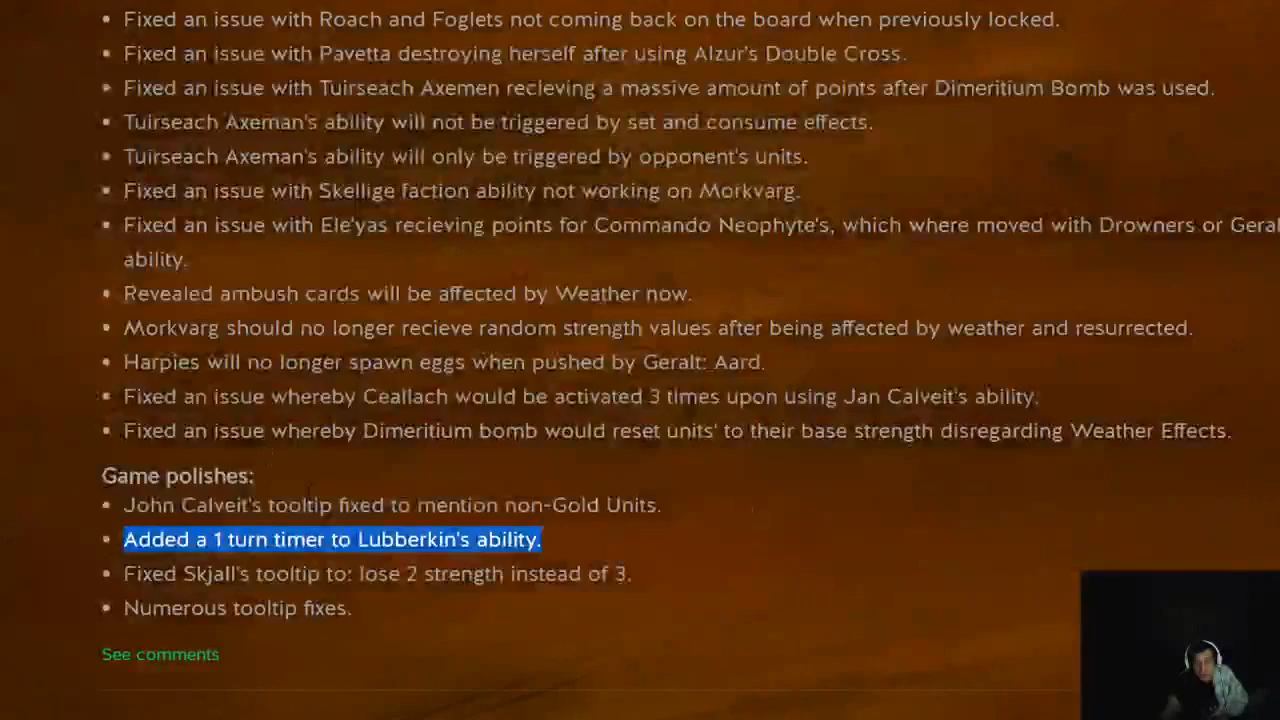 • Fixed an issue with Roach and Foglets not coming back on the board when previously locked.
• Fixed an issue with Pavetta destroying herself after using Alzur's Double Cross.
• Fixed an issue with Tuirseach Axemen recieving a massive amount of points after Dimeritium Bomb was used.
• Tuirseach Axeman's ability will not be triggered by set and consume effects.
• Tuirseach Axeman's ability will only be triggered by opponent's units.
• Fixed an issue with Skellige faction ability not working on Morkvarg.
• Fixed an issue with Ele'yas recieving points for Commando Neophyte's, which where moved with Drowners or Geral
ability.
• Revealed ambush cards will be affected by Weather now.
• Morkvarg should no longer recieve random strength values after being affected by weather and resurrected.
• Harpies will no longer spawn eggs when pushed by Geralt: Aard.
• Fixed an issue whereby Ceallach would be activated 3 times upon using Jan Calveit's ability.
• Fixed an issue whereby Dimeritium bomb would reset units' to their base strength disregarding Weather Effects.
Game polishes:
• John Calveit's tooltip fixed to mention non-Gold Units.
• Added a 1 turn timer to Lubberkin's ability.
• Fixed Skjall's tooltip to: lose 2 strength instead of 3.
• Numerous tooltip fixes.
See comments